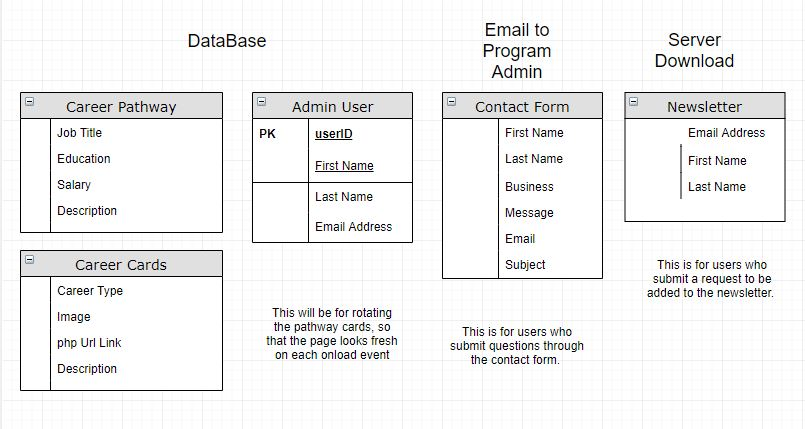 DataBase
Email to
Program
Admin
Server
Download
Career Pathway
Job Title
Education
Salary
Description
Admin User
PK
userID
First Name
Last Name
Email Address
Contact Form
First Name
Last Name
Business
Message
Email
Subject
Newsletter
Email Address
First Name
Last Name
Career Cards
Career Type
Image
php Url Link
Description
This will be for rotating
the pathway cards, so
that the page looks fresh
on each onload event
This is for users who
submit questions through
the contact form.
This is for users who
submit a request to be
added to the newsletter.